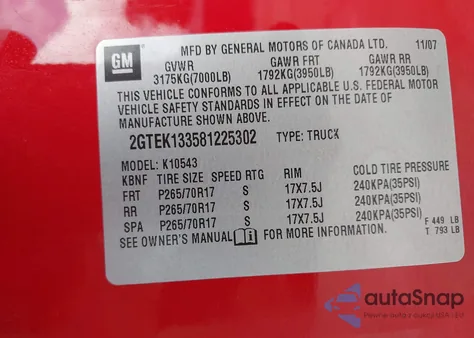 GM
MFD BY GENERAL MOTORS OF CANADA LTD. 11/07
GVWR GAWR FRT GAWR RR
3175KG(7000LB) 1792KG(3950LB) 1792KG(3950LB)
THIS VEHICLE CONFORMS TO ALL APPLICABLE U.S. FEDERAL MOTOR
VEHICLE SAFETY STANDARDS IN EFFECT ON THE DATE OF
MANUFACTURE SHOWN ABOVE.
2GTEK133581225302 TYPE: TRUCK
MODEL: K10543
KBNF TIRE SIZE SPEED RTG RIM COLD TIRE PRESSURE
FRT P265/70R17 S 17X7.5J 240KPA(35PSI)
RR P265/70R17 S 17X7.5J 240KPA(35PSI)
SPA P265/70R17 S 17X7.5J 240KPA(35PSI)
SEE OWNER'S MANUAL FOR MORE INFORMATION.
F 449 LB
T 793 LB
autoSnap